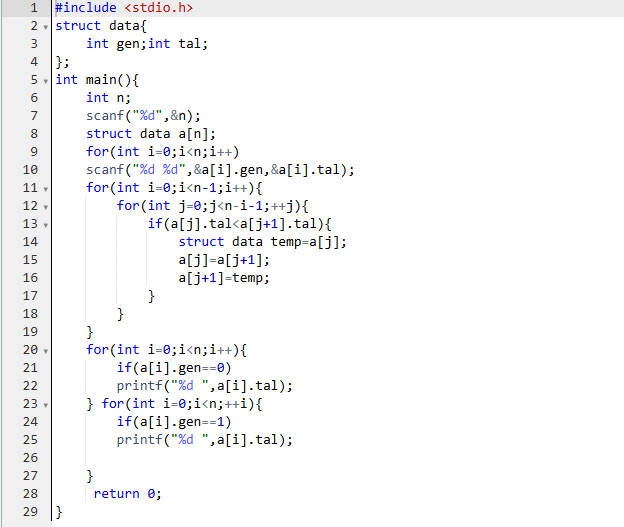 1 #include <stdio.h>
2 struct data{
3 int gen;int tal;
4 };
5 int main(){
6 int n;
7 scanf("%d",&n);
8 struct data a[n];
9 for(int i=0;i<n;i++)
10 scanf("%d %d",&a[i].gen,&a[i].tal);
11 for(int i=0;i<n-1;i++){
12 for(int j=0;j<n-i-1;++j){
13 if(a[j].tal<a[j+1].tal){
14 struct data temp=a[j];
15 a[j]=a[j+1];
16 a[j+1]=temp;
17 }
18 }
19 }
20 for(int i=0;i<n;i++){
21 if(a[i].gen==0)
22 printf("%d ",a[i].tal);
23 } for(int i=0;i<n;++i){
24 if(a[i].gen==1)
25 printf("%d ",a[i].tal);
26
27 }
28 return 0;
29 }